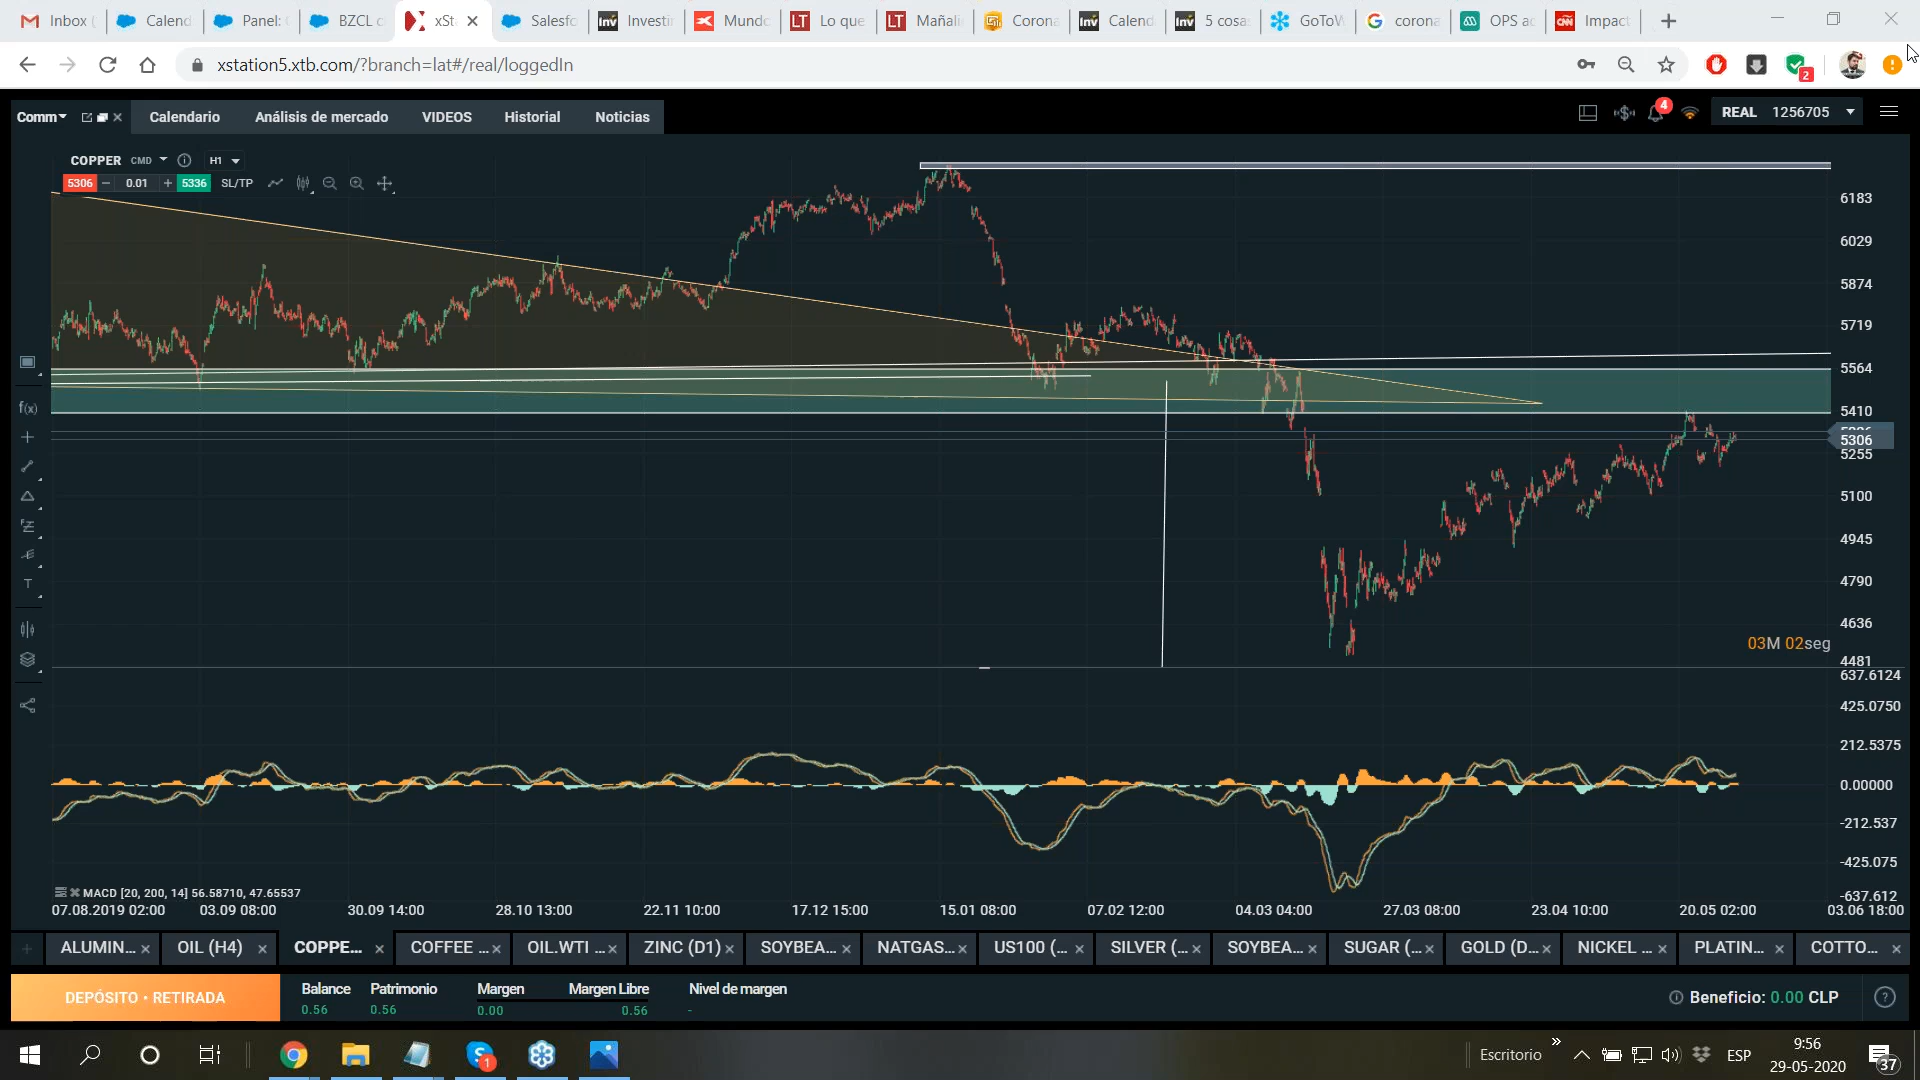 Inbox
Calend
Panel:
BZCL c
xSt
Salesfo
Investir
Mundo
Lo que
Mañali
Corona
Calend
5 cosa
GoToW
corona
OPS ac
Impact
xstation5.xtb.com/?branch=lat#/real/loggedIn
2
Comm
Calendario
Análisis de mercado
VIDEOS
Historial
Noticias
4
REAL 1256705
COPPER CMD H1
5306 − 0.01 + 5336 SL/TP
6183
6029
5874
5719
5564
5410
5306
5255
5100
4945
4790
4636
03M 02seg
4481
637.6124
425.0750
212.5375
0.00000
-212.537
-425.075
-637.612
f(x)
T
MACD [20, 200, 14] 56.58710, 47.65537
07.08.2019 02:00
03.09 08:00
30.09 14:00
28.10 13:00
22.11 10:00
17.12 15:00
15.01 08:00
07.02 12:00
04.03 04:00
27.03 08:00
23.04 10:00
20.05 02:00
03.06 18:00
ALUMIN...
OIL (H4)
COPPE...
COFFEE ...
OIL.WTI ...
ZINC (D1)
SOYBEA...
NATGAS...
US100 (...
SILVER (...
SOYBEA...
SUGAR (...
GOLD (D...
NICKEL ...
PLATIN...
COTTO...
DEPÓSITO • RETIRADA
Balance
0.56
Patrimonio
0.56
Margen
0.00
Margen Libre
0.56
Nivel de margen
-
Beneficio: 0.00 CLP
?
1
Escritorio
ESP
9:56
29-05-2020
37